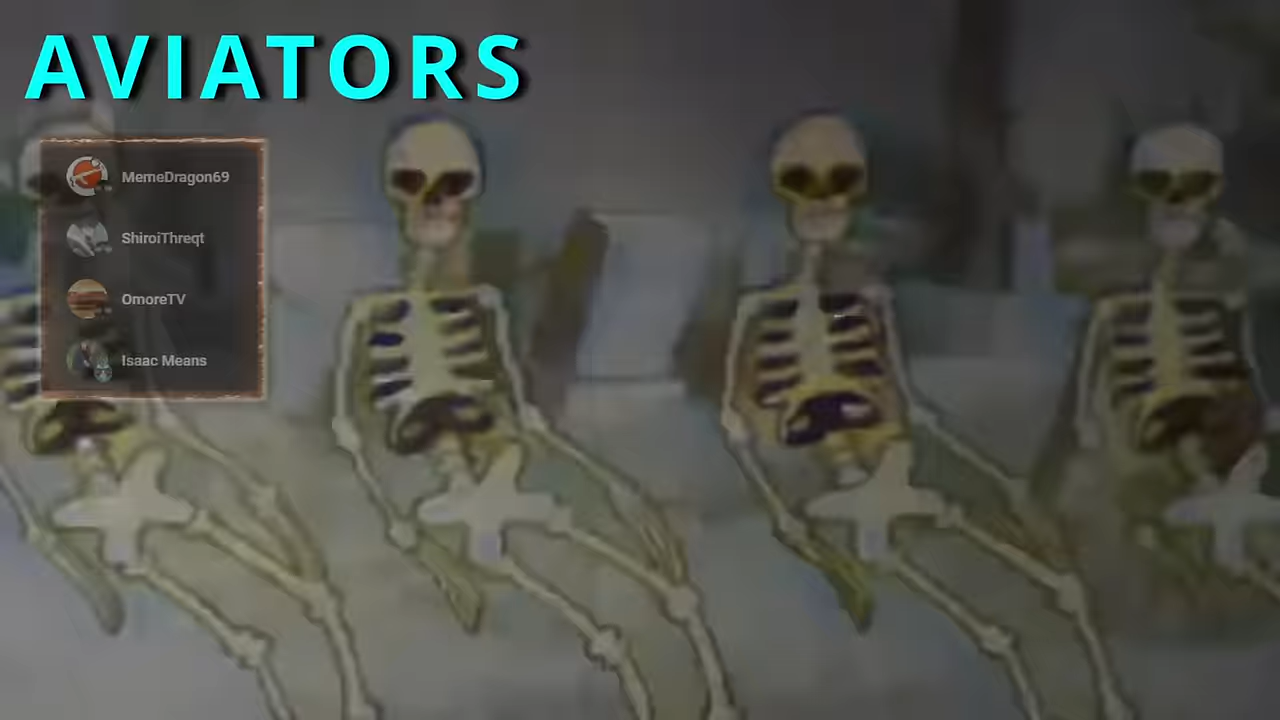 AVIATORS
MemeDragon69
ShiroiThreqt
OmoreTV
Isaac Means